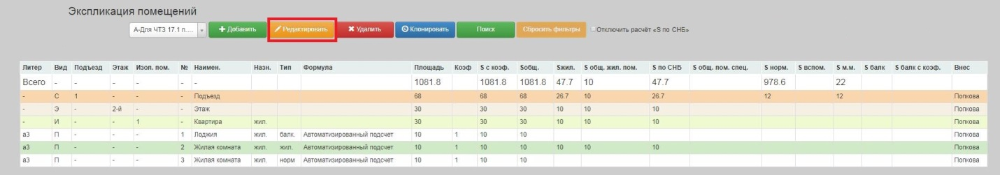 Экспликация помещений
А-Для ЧТЗ 17.1 п.... Добавить Редактировать Удалить Клонировать Поиск Сбросить фильтры Отключить расчёт «S по СНБ»
Литер Вид Подъезд Этаж Изол. пом. № Наимен. Назн. Тип Формула Площадь Коэф S с коэф. Sобщ. Sжил. S общ. жил. пом. S по СНБ S общ. пом. спец. S норм. S вспом. S м.м. S балк S балк с коэф. Внес
Всего - - - - - - 1081.8 1081.8 1081.8 47.7 10 47.7 978.6 22
- С 1 - - - Подъезд 68 68 68 26.7 10 26.7 12 12 Попкова
- Э - 2-й - - Этаж 30 30 30 10 10 10 Попкова
- И - - 1 - Квартира жил. 30 30 30 10 10 10 Попкова
а3 П - - - 1 Лоджия жил. балк. Автоматизированный подсчет 10 1 10 10 Попкова
а3 П - - - 2 Жилая комната жил. жил. Автоматизированный подсчет 10 1 10 10 10 10 10 Попкова
а3 П - - - 3 Жилая комната жил. норм Автоматизированный подсчет 10 1 10 10 Попкова